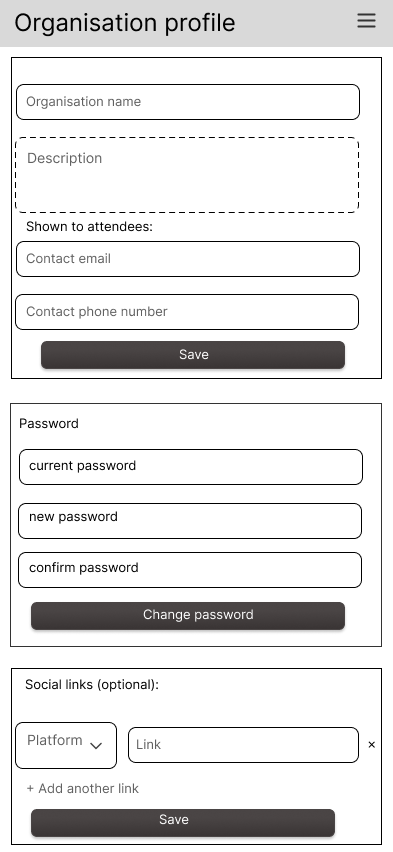 Organisation profile
Organisation name
Description
Shown to attendees:
Contact email
Contact phone number
Save
Password
current password
new password
confirm password
Change password
Social links (optional):
Platform
Link
×
+ Add another link
Save